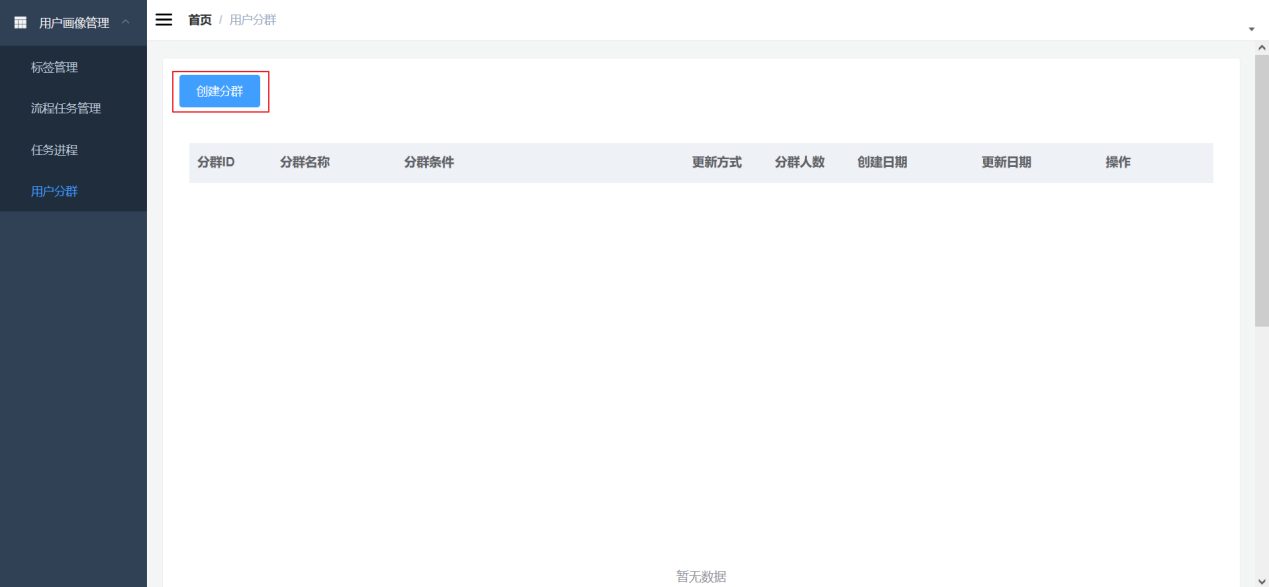 用户画像管理
首页 / 用户分群
标签管理
流程任务管理
任务进程
用户分群
创建分群
分群ID 分群名称 分群条件 更新方式 分群人数 创建日期 更新日期 操作
暂无数据